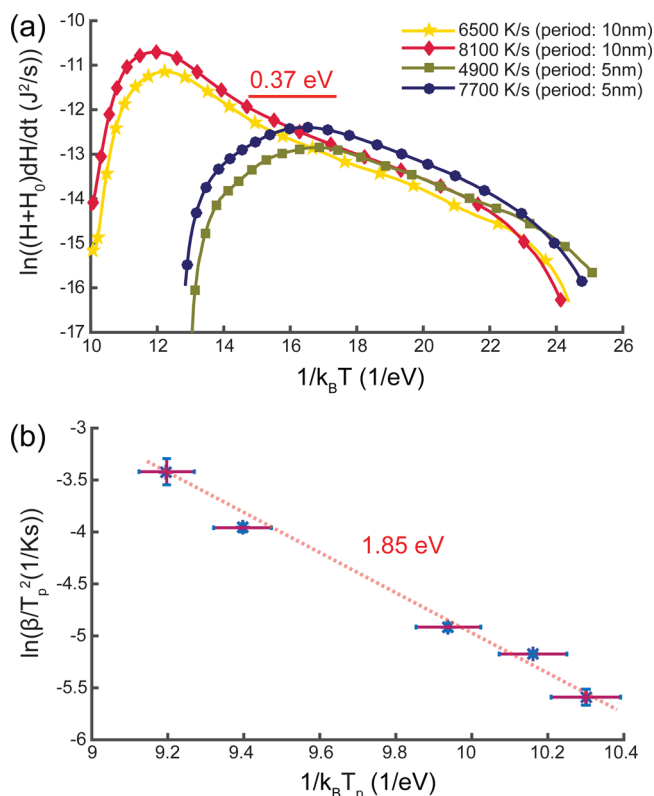 (a)
6500 K/s (period: 10nm)
8100 K/s (period: 10nm)
4900 K/s (period: 5nm)
7700 K/s (period: 5nm)
0.37 eV
ln((H+H₀)dH/dt (J²/s))
-10
-11
-12
-13
-14
-15
-16
-17
10 12 14 16 18 20 22 24 26
1/k_BT (1/eV)
(b)
1.85 eV
ln(β/T_p²(1/Ks))
-3
-3.5
-4
-4.5
-5
-5.5
-6
9 9.2 9.4 9.6 9.8 10 10.2 10.4
1/k_BT_p (1/eV)